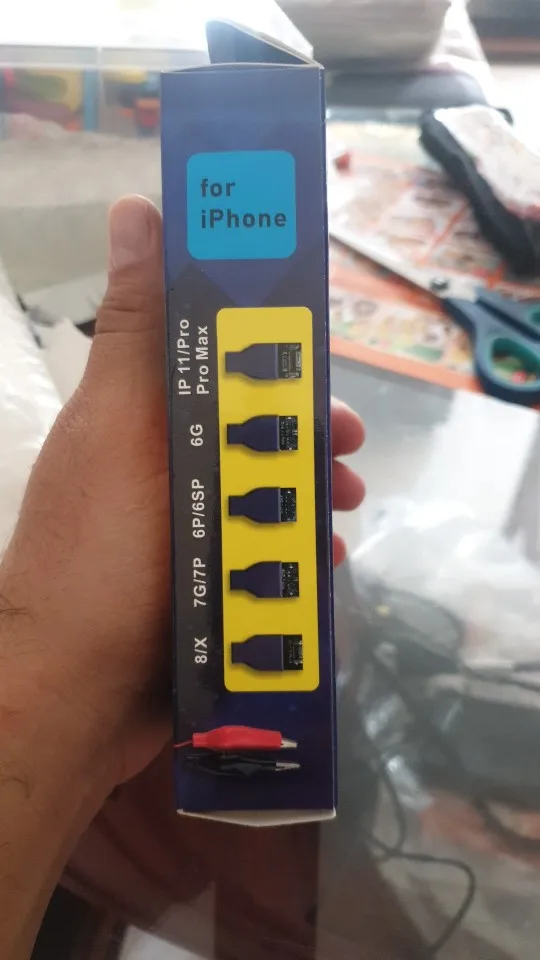 for
iPhone
IP 11/Pro
Pro Max
6G
6P/6SP
7G/7P
8/X